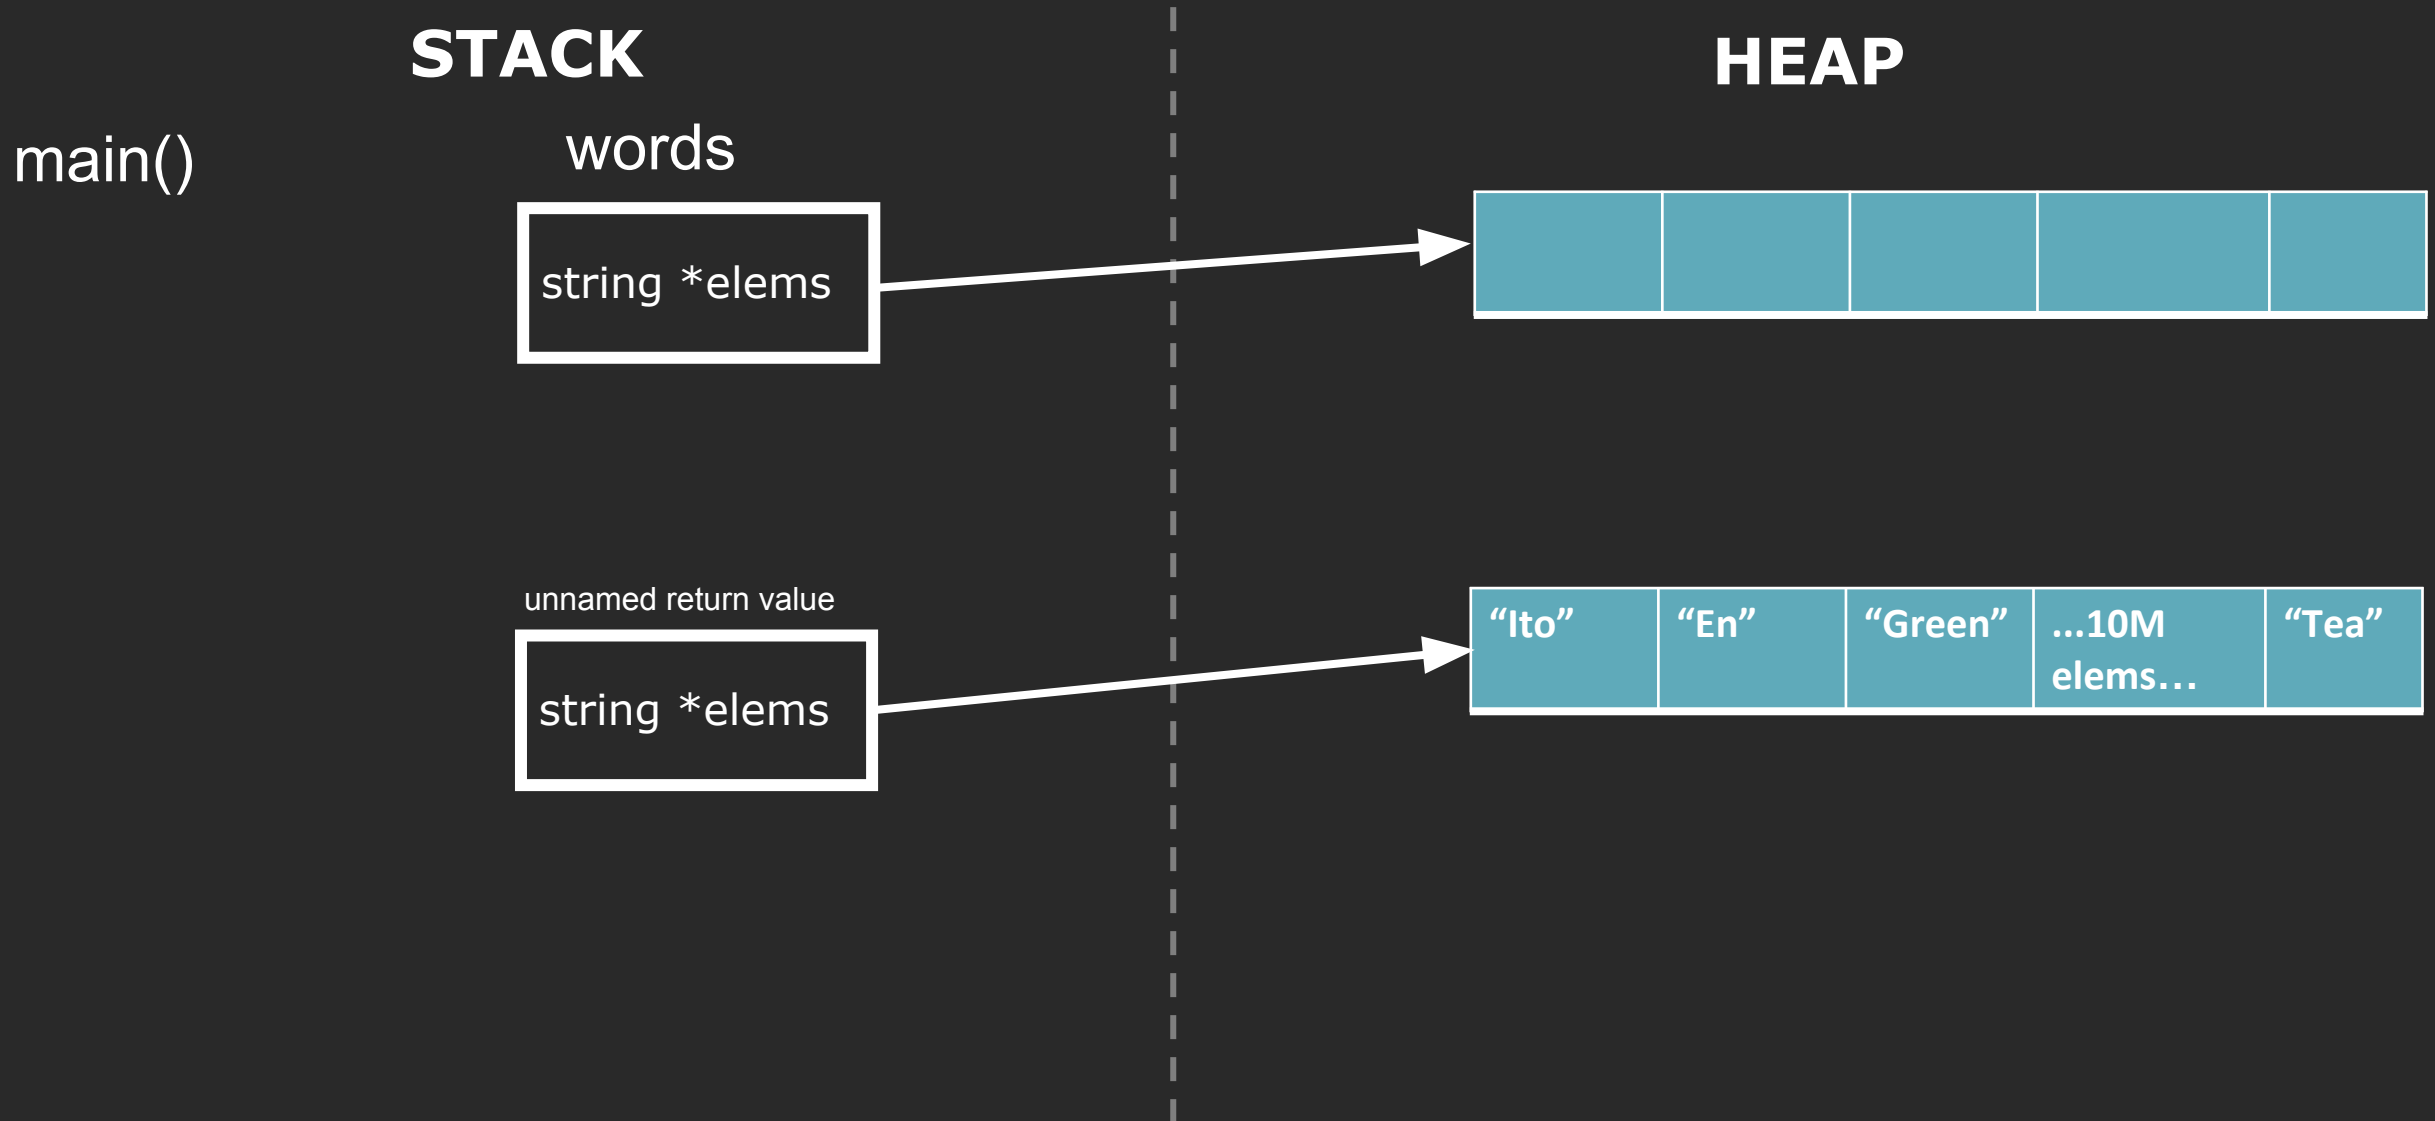 STACK
HEAP
main()
words
string *elems
unnamed return value
string *elems
“Ito”
“En”
“Green”
...10M
elems...
“Tea”